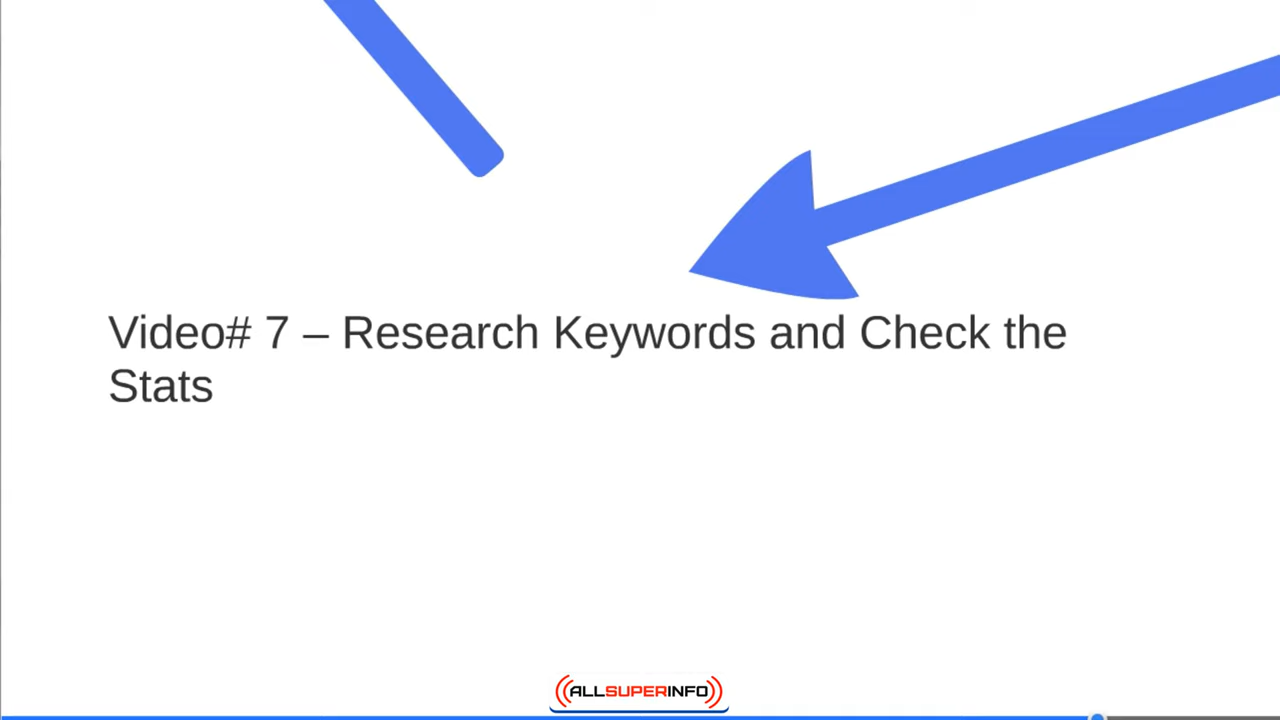 Video# 7 – Research Keywords and Check the
Stats
ALLSUPERINFO